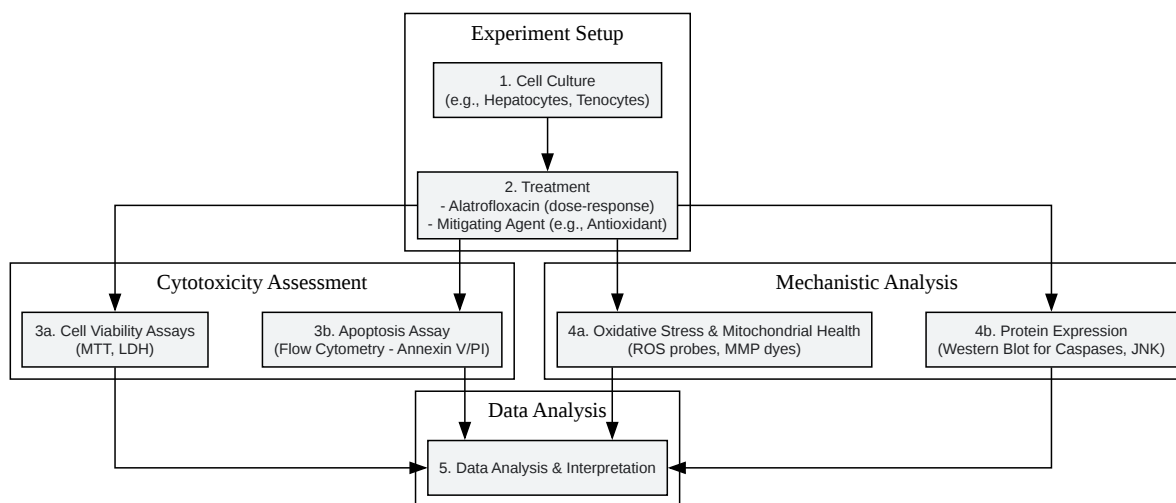 Experiment Setup
1. Cell Culture
(e.g., Hepatocytes, Tenocytes)
2. Treatment
- Alatrofloxacin (dose-response)
- Mitigating Agent (e.g., Antioxidant)
Cytotoxicity Assessment
3a. Cell Viability Assays
(MTT, LDH)
3b. Apoptosis Assay
(Flow Cytometry - Annexin V/PI)
Mechanistic Analysis
4a. Oxidative Stress & Mitochondrial Health
(ROS probes, MMP dyes)
4b. Protein Expression
(Western Blot for Caspases, JNK)
Data Analysis
5. Data Analysis & Interpretation